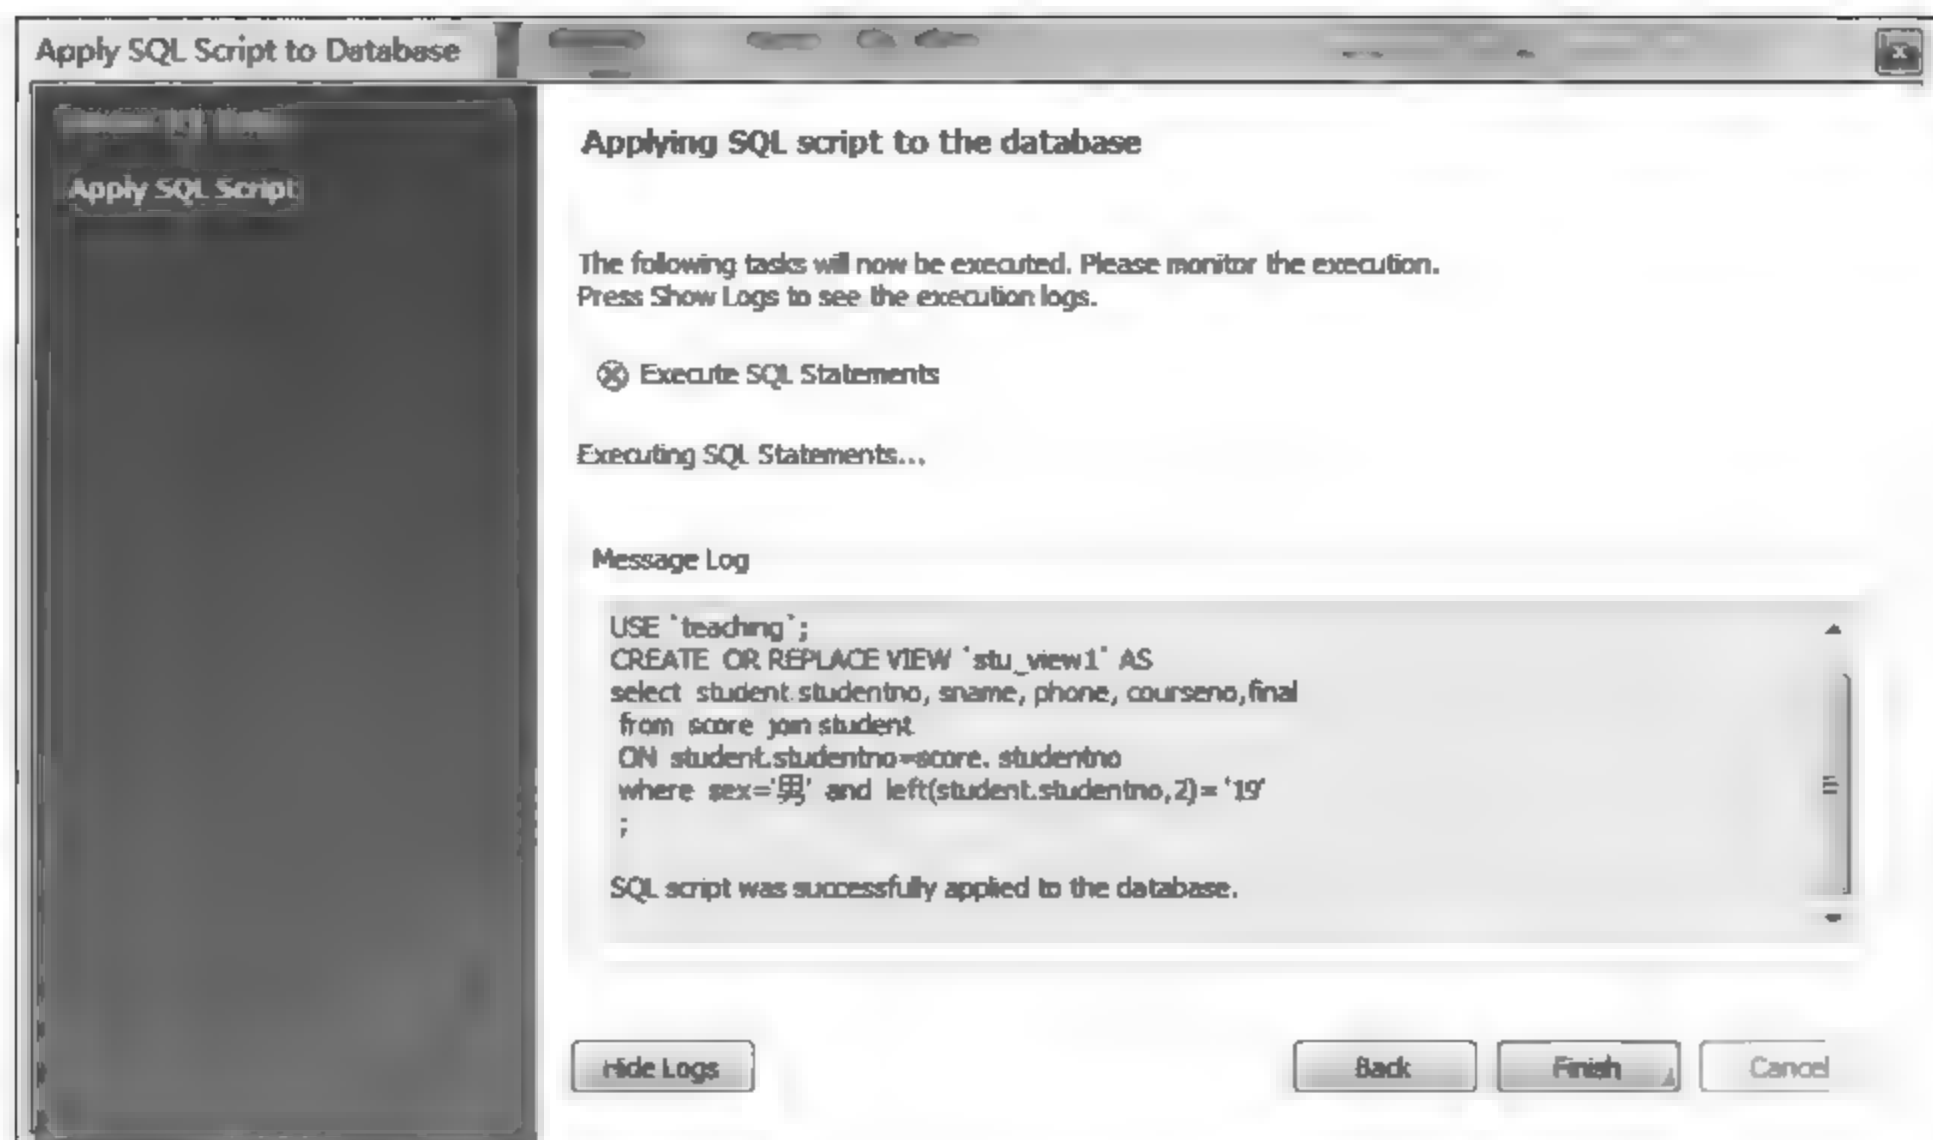 Apply SQL Script to Database
Apply SQL Script
Applying SQL script to the database
The following tasks will now be executed. Please monitor the execution.
Press Show Logs to see the execution logs.
Execute SQL Statements
Executing SQL Statements...
Message Log
USE `teaching`;
CREATE OR REPLACE VIEW `stu_view1` AS
select student.studentno, sname, phone, courseno,final
from score join student
ON student.studentno=score. studentno
where sex='男' and left(student.studentno,2)= '19'
;
SQL script was successfully applied to the database.
Hide Logs
Back
Finish
Cancel